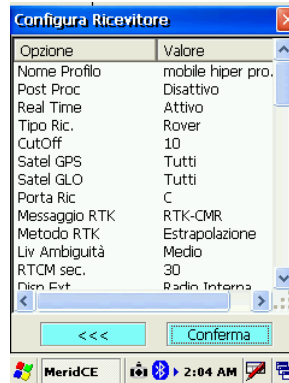 Configura Ricevitore
Opzione Valore
Nome Profilo mobile hiper pro.
Post Proc Disattivo
Real Time Attivo
Tipo Ric. Rover
CutOff 10
Satel GPS Tutti
Satel GLO Tutti
Porta Ric C
Messaggio RTK RTK-CMR
Metodo RTK Estrapolazione
Liv Ambiguità Medio
RTCM sec. 30
Disp Ext Radio Interna
<<< Conferma
MeridCE 2:04 AM